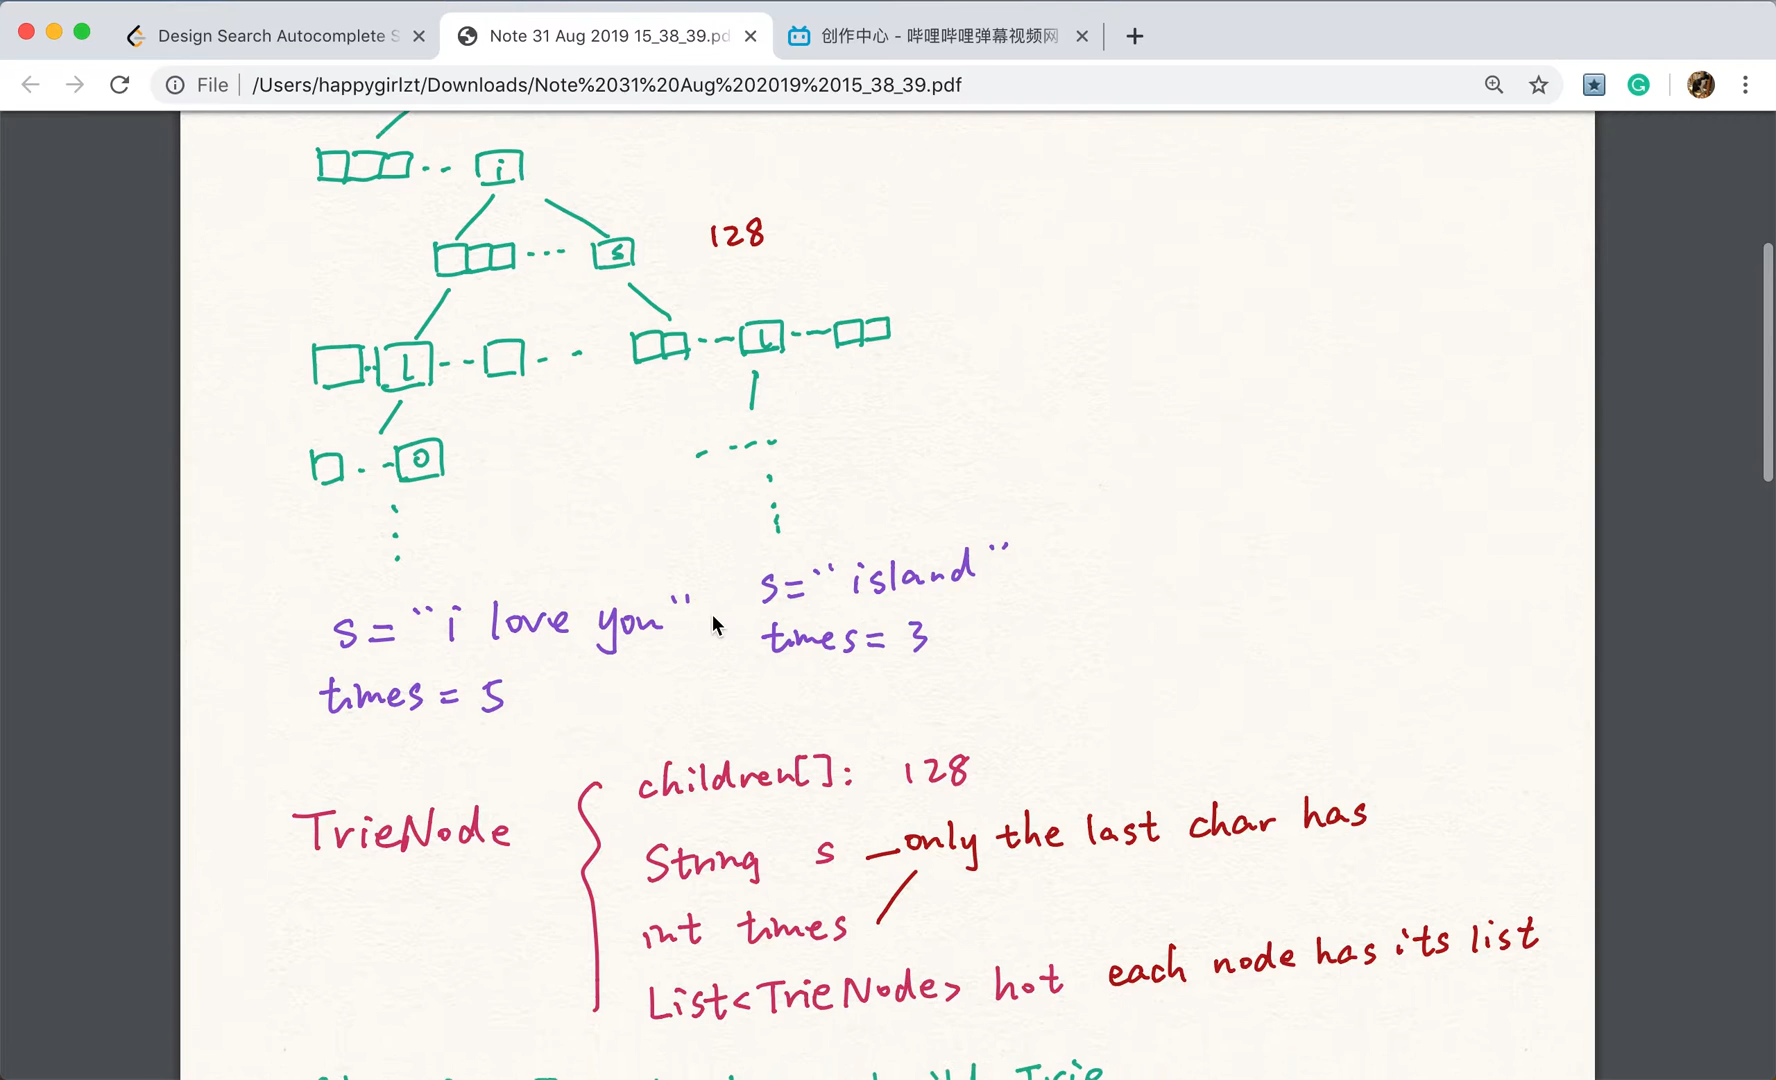 Design Search Autocomplete S
Note 31 Aug 2019 15_38_39.pd
创作中心 - 哔哩哔哩弹幕视频网
File
/Users/happygirlzt/Downloads/Note%2031%20Aug%202019%2015_38_39.pdf
i
128
s
l
l
o
s="i love you"
times=5
s="island"
times=3
TrieNode
children[]: 128
String s only the last char has
int times
List<TrieNode> hot each node has its list
Trie